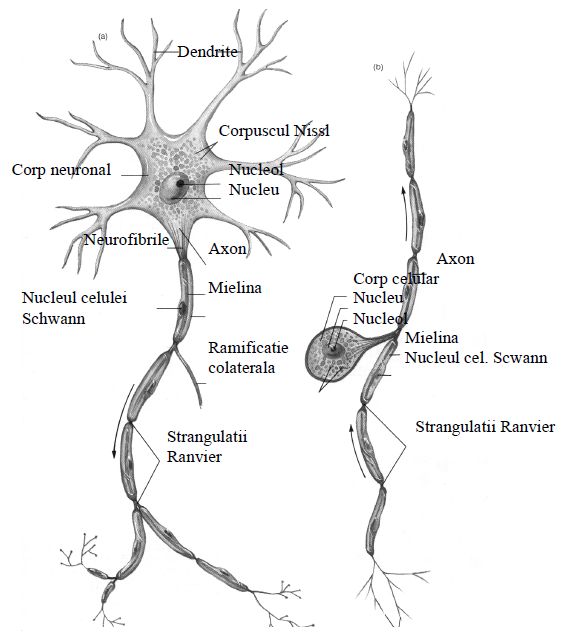 (a)
Dendrite
Corpuscul Nissl
Corp neuronal
Nucleol
Nucleu
Neurofibrile
Axon
Mielina
Nucleul celulei
Schwann
Ramificatie
colaterala
Strangulatii
Ranvier
(b)
Axon
Corp celular
Nucleu
Nucleol
Mielina
Nucleul cel. Scwann
Strangulatii Ranvier